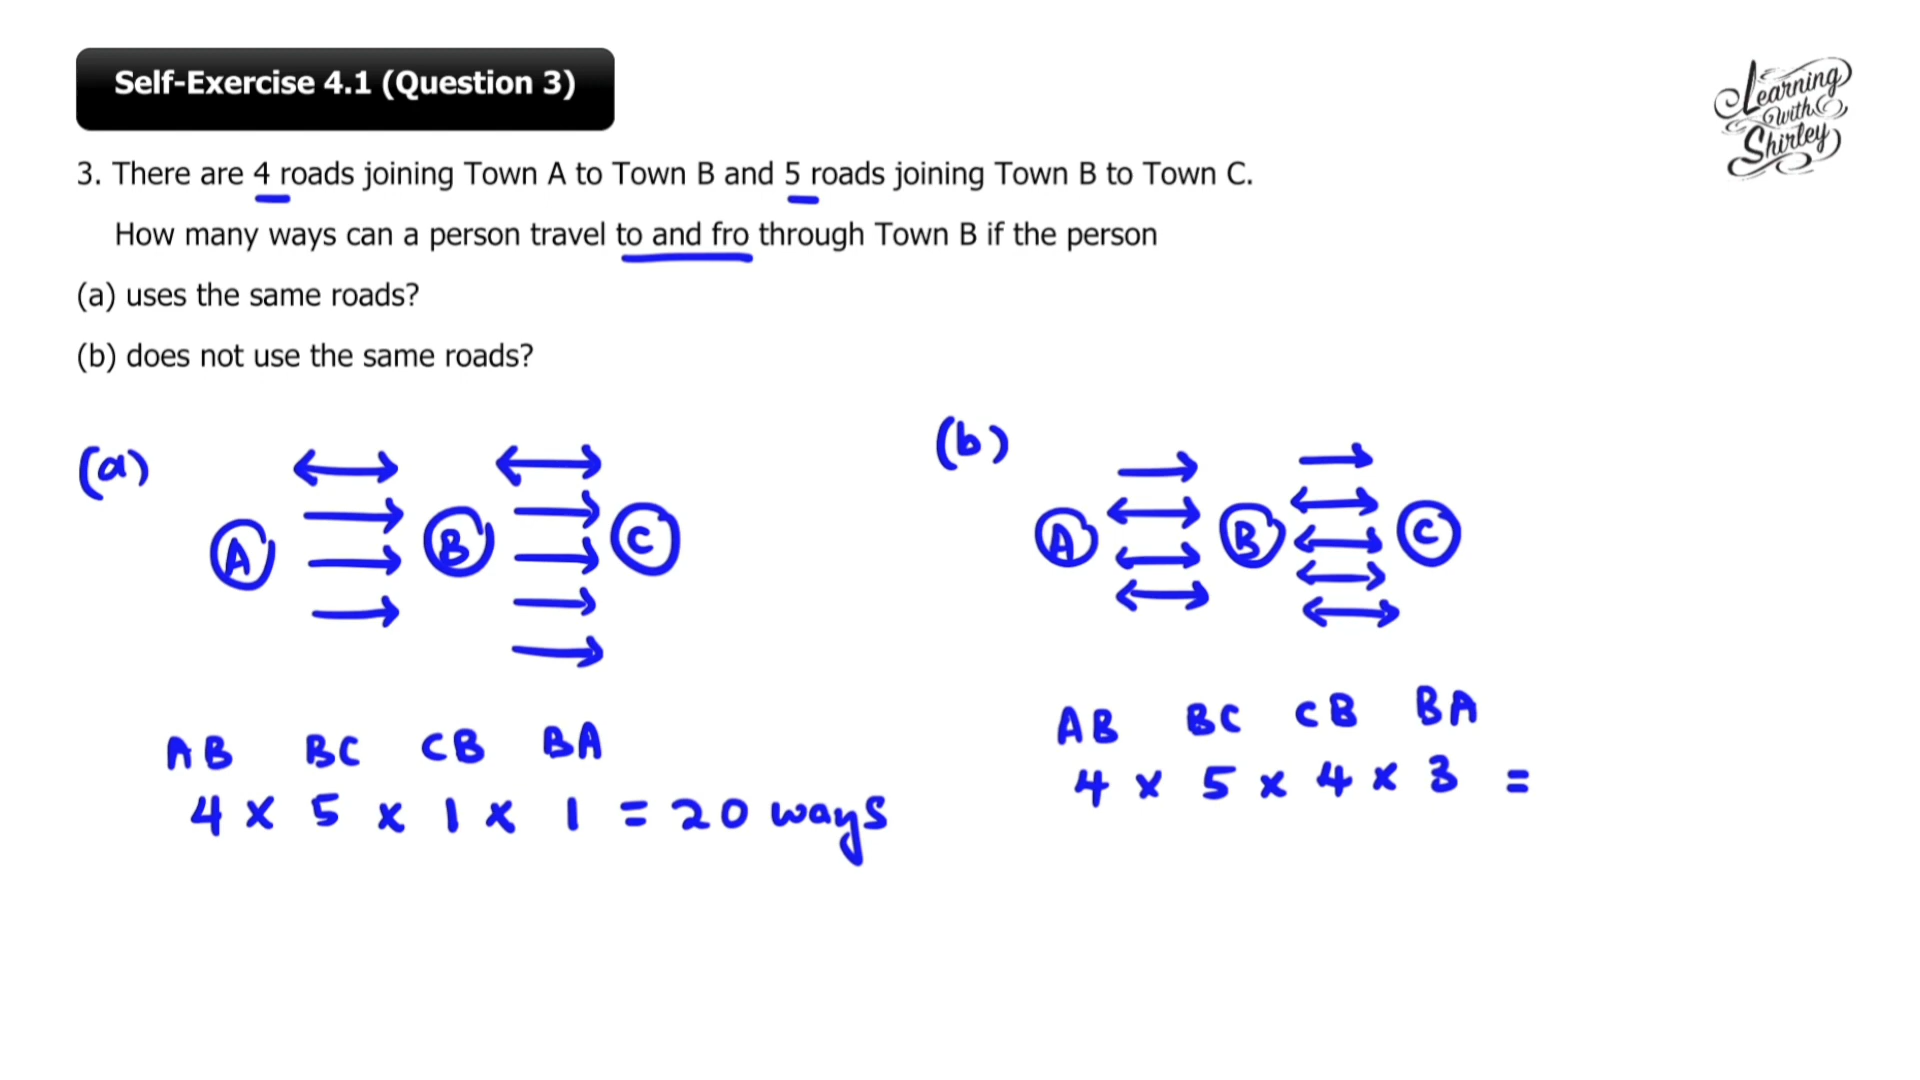 Self-Exercise 4.1 (Question 3)
Learning
with
Shirley
3. There are 4 roads joining Town A to Town B and 5 roads joining Town B to Town C.
How many ways can a person travel to and fro through Town B if the person
(a) uses the same roads?
(b) does not use the same roads?
(a)
A B C
AB BC CB BA
4 × 5 × 1 × 1 = 20 ways
(b)
A B C
AB BC CB BA
4 × 5 × 4 × 3 =